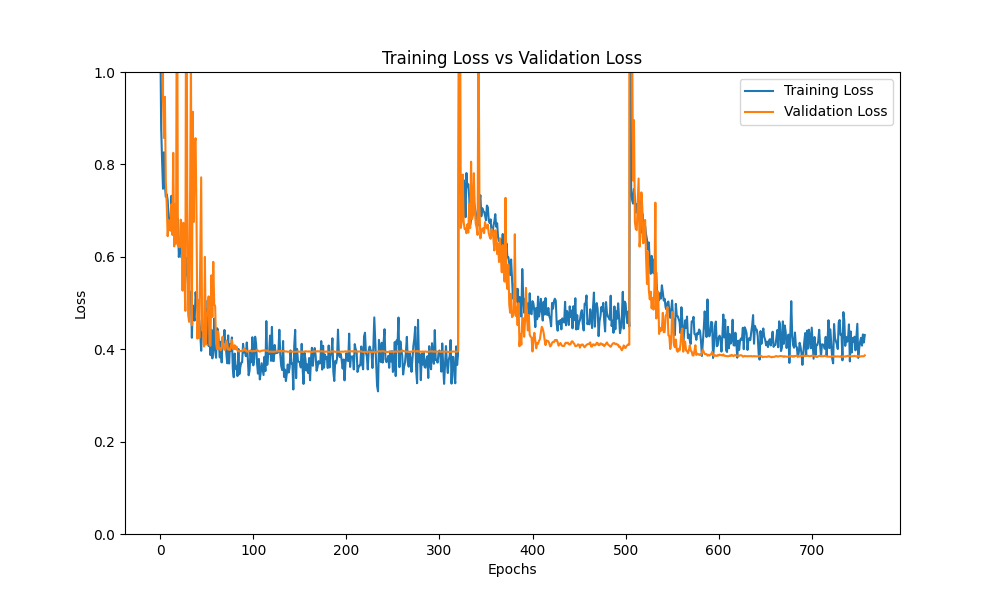 Training Loss vs Validation Loss
1.0
0.8
0.6
0.4
0.2
0.0
Loss
Training Loss
Validation Loss
0 100 200 300 400 500 600 700
Epochs